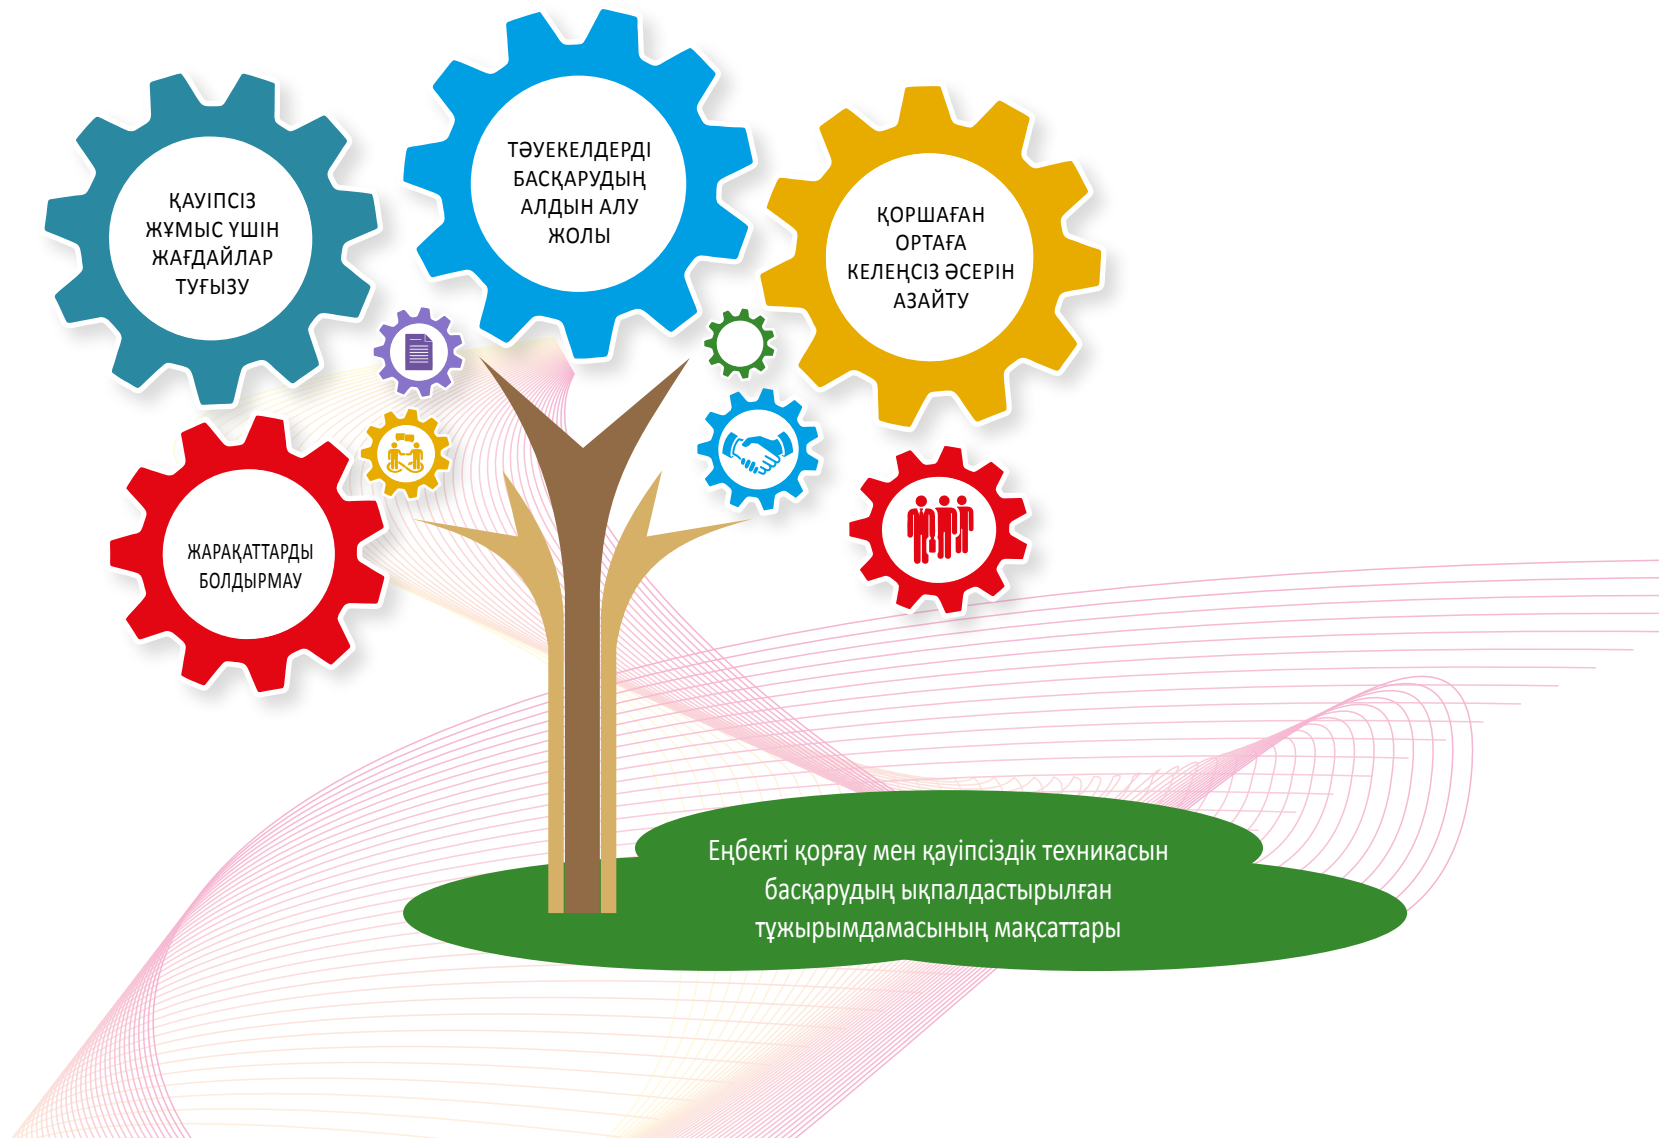 ҚАУІПСІЗ
ЖҰМЫС ҮШІН
ЖАҒДАЙЛАР
ТУҒЫЗУ
ТӘУЕКЕЛДЕРДІ
БАСҚАРУДЫҢ
АЛДЫН АЛУ
ЖОЛЫ
ҚОРШАҒАН
ОРТАҒА
КЕЛЕҢСІЗ ӘСЕРІН
АЗАЙТУ
ЖАРАҚАТТАРДЫ
БОЛДЫРМАУ
Еңбекті қорғау мен қауіпсіздік техникасын
басқарудың ықпалдастырылған
тұжырымдамасының мақсаттары